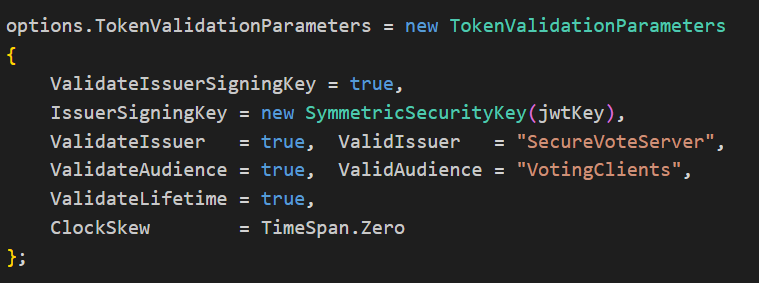 options.TokenValidationParameters = new TokenValidationParameters
{
    ValidateIssuerSigningKey = true,
    IssuerSigningKey = new SymmetricSecurityKey(jwtKey),
    ValidateIssuer   = true,  ValidIssuer   = "SecureVoteServer",
    ValidateAudience = true,  ValidAudience = "VotingClients",
    ValidateLifetime = true,
    ClockSkew        = TimeSpan.Zero
};